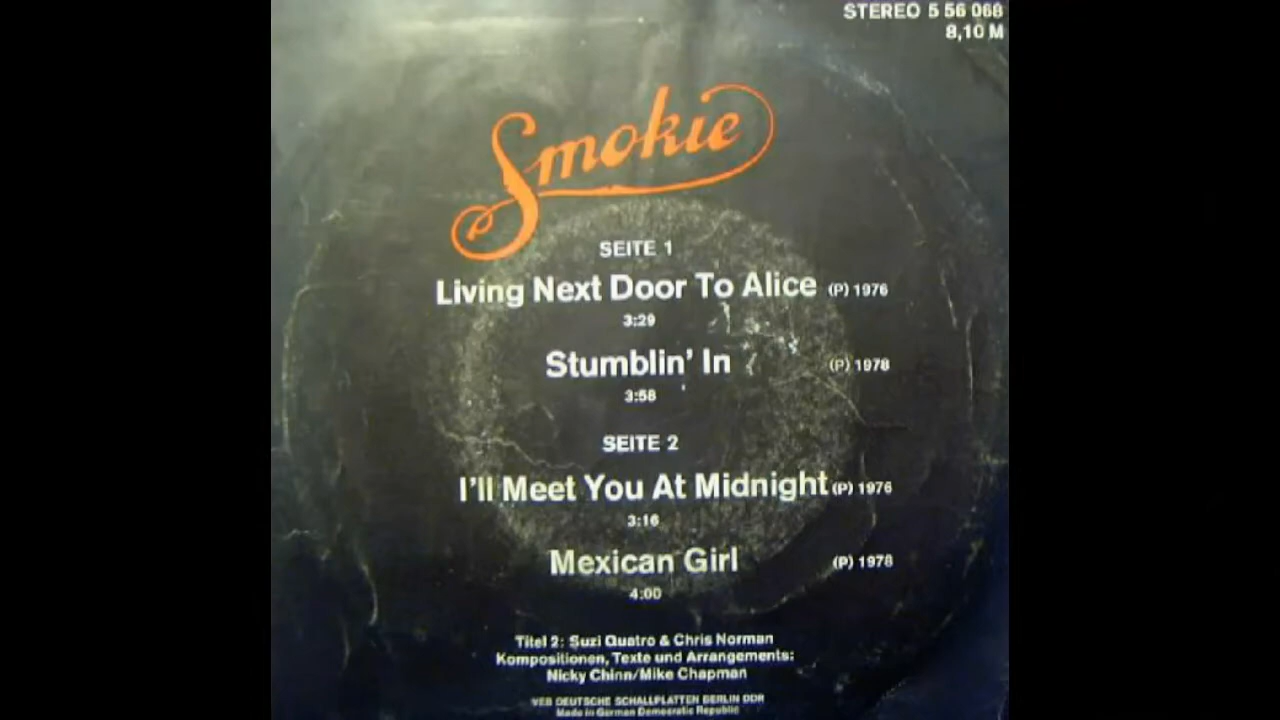 STEREO 5 56 068
8,10 M
Smokie
SEITE 1
Living Next Door To Alice (P) 1976
3:29
Stumblin' In (P) 1978
3:58
SEITE 2
I'll Meet You At Midnight (P) 1976
3:16
Mexican Girl (P) 1978
4:00
Titel 2: Suzi Quatro & Chris Norman
Kompositionen, Texte und Arrangements:
Nicky Chinn/Mike Chapman
VEB DEUTSCHE SCHALLPLATTEN BERLIN DDR
Made in German Democratic Republic